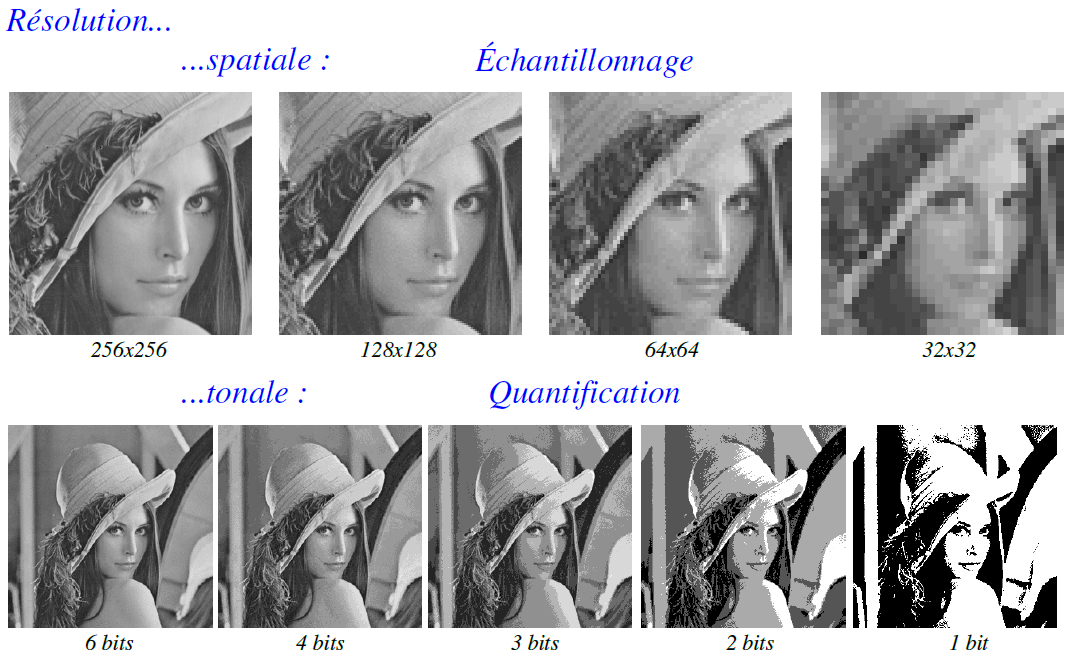 Résolution...
...spatiale : Échantillonnage
256x256 128x128 64x64 32x32
...tonale : Quantification
6 bits 4 bits 3 bits 2 bits 1 bit